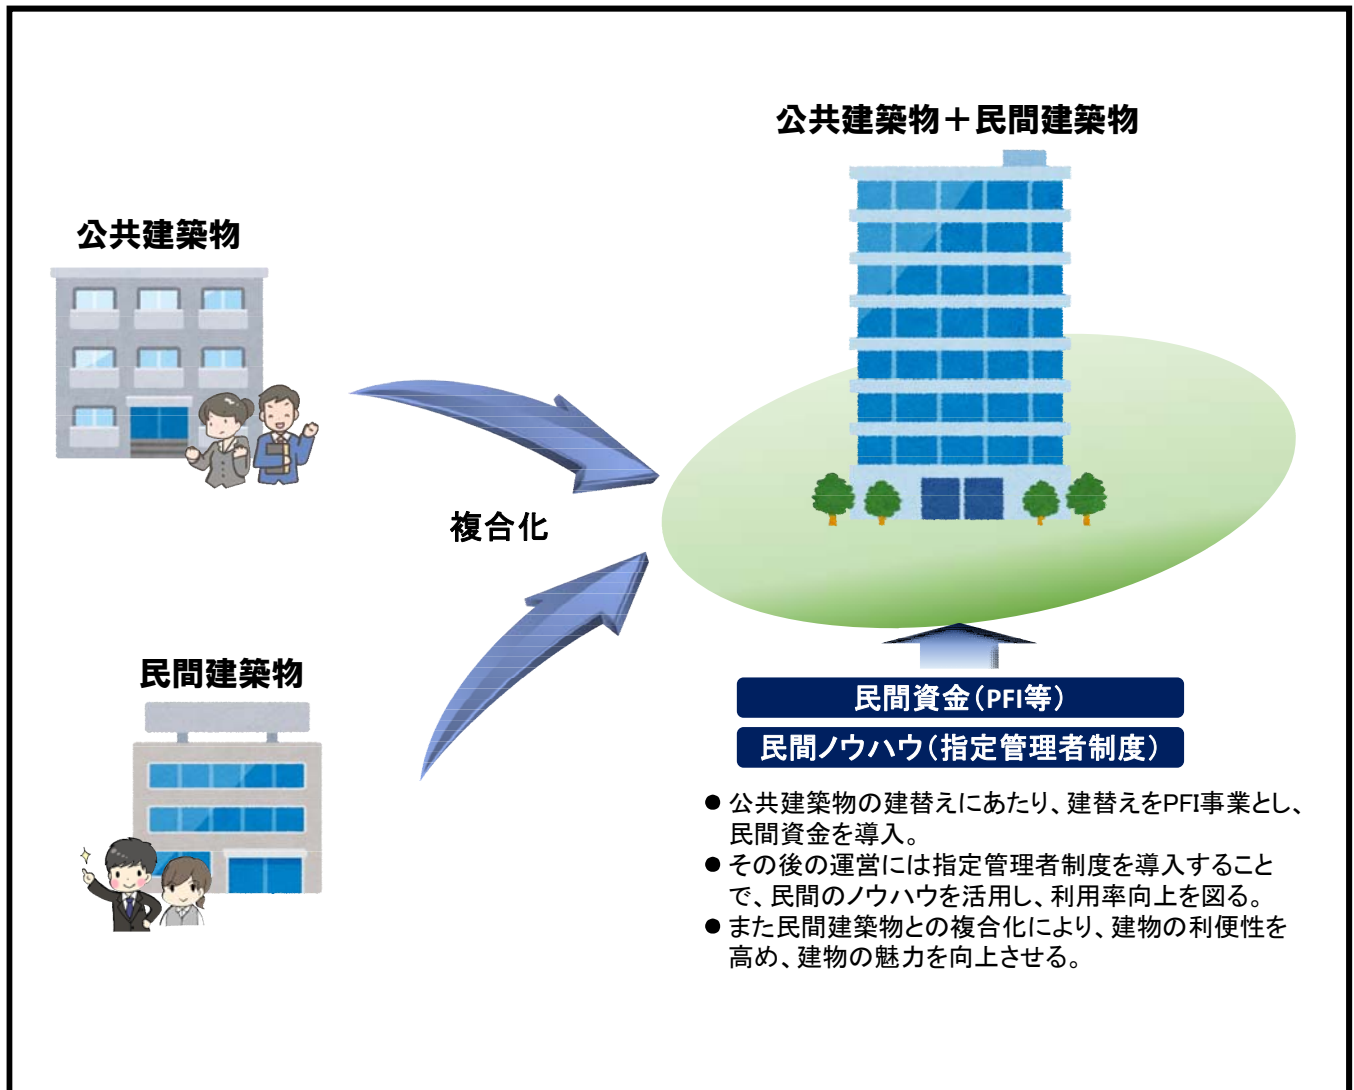 公共建築物＋民間建築物
公共建築物
複合化
民間建築物
民間資金（PFI等）
民間ノウハウ（指定管理者制度）
● 公共建築物の建替えにあたり、建替えをPFI事業とし、
民間資金を導入。
● その後の運営には指定管理者制度を導入すること
で、民間のノウハウを活用し、利用率向上を図る。
● また民間建築物との複合化により、建物の利便性を
高め、建物の魅力を向上させる。